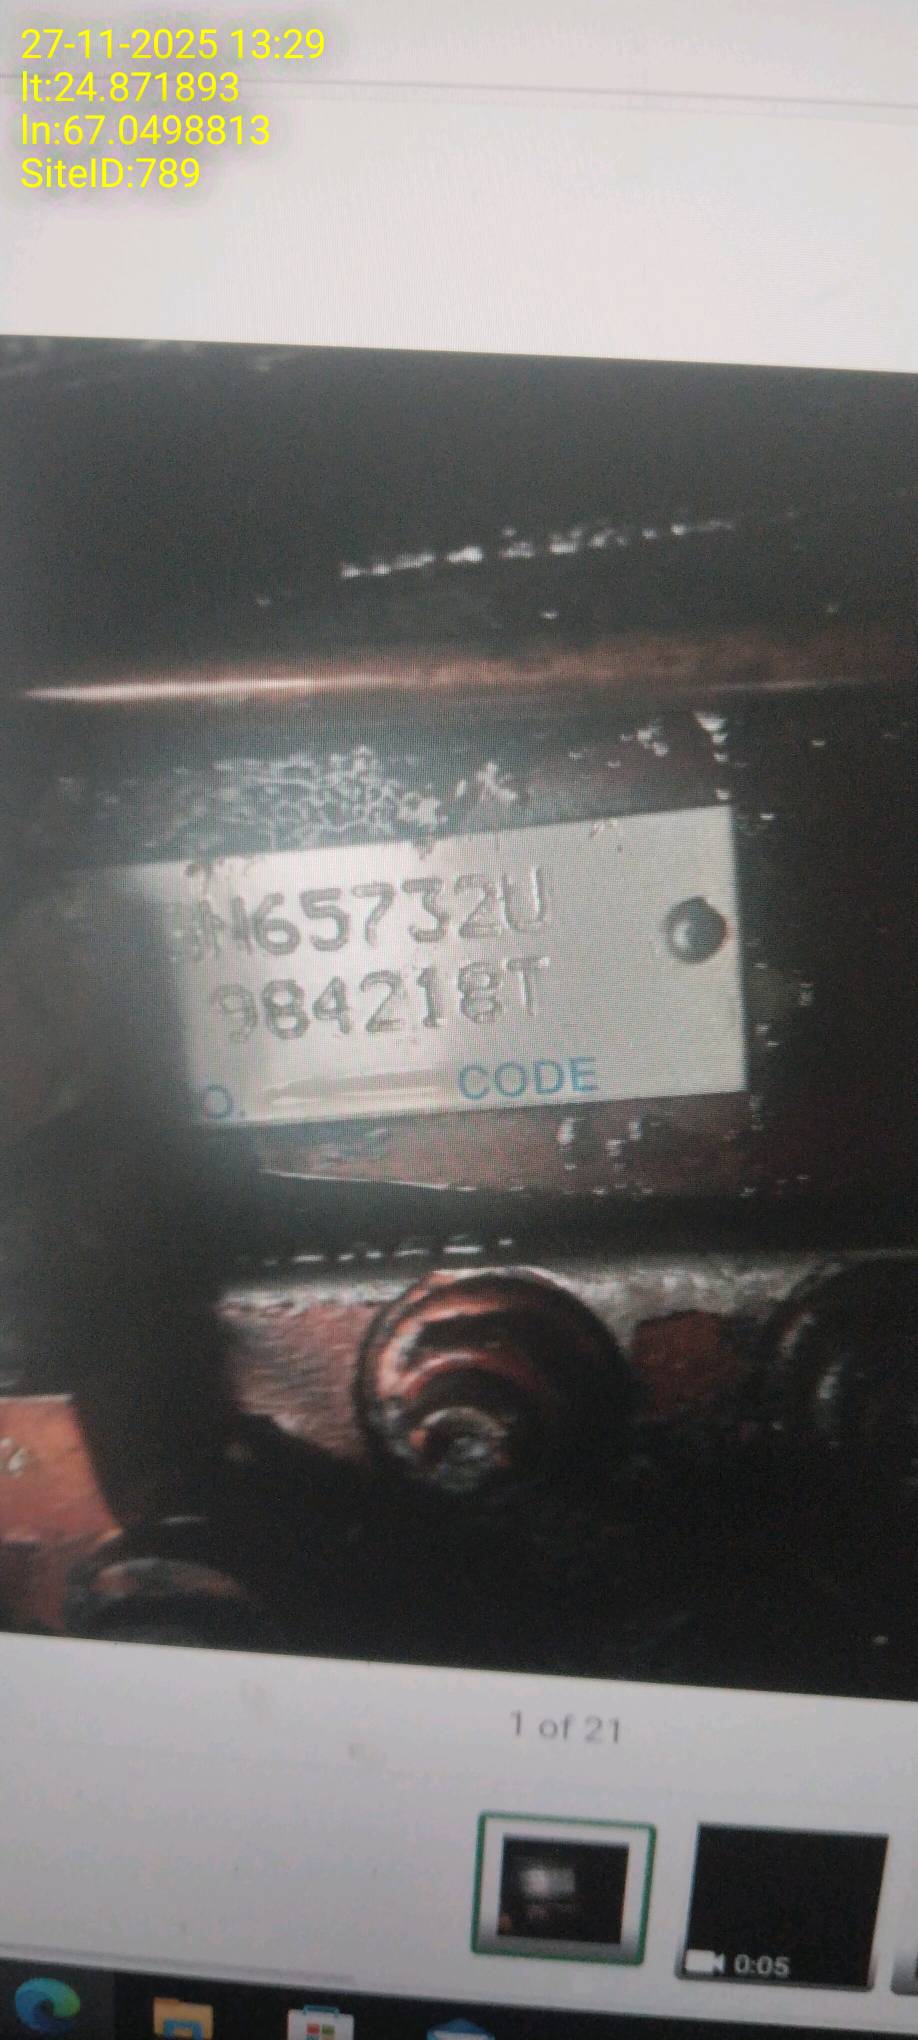 27-11-2025 13:29
lt:24.871893
ln:67.0498813
SiteID:789
N65732U
984218T
O. CODE
1 of 21
0:05